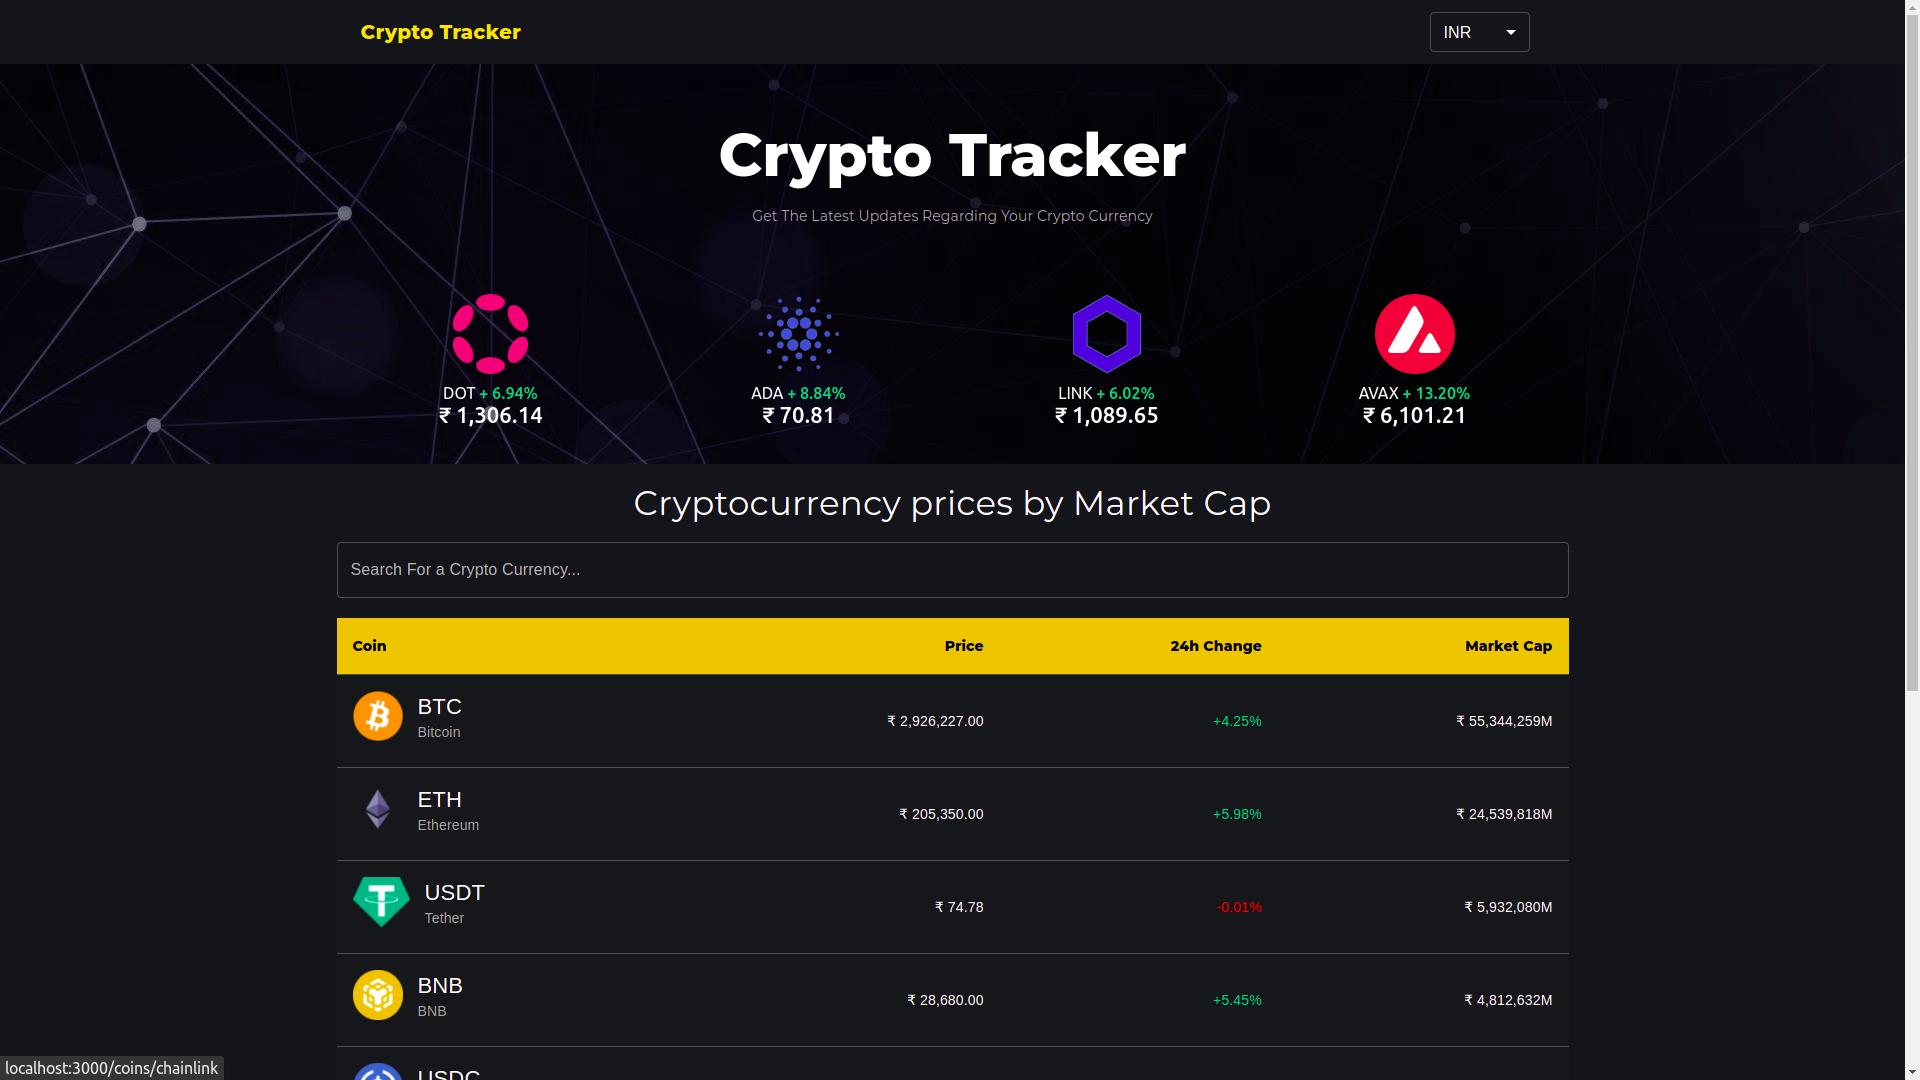 Crypto Tracker
INR
Crypto Tracker
Get The Latest Updates Regarding Your Crypto Currency
DOT + 6.94%
₹ 1,306.14
ADA + 8.84%
₹ 70.81
LINK + 6.02%
₹ 1,089.65
AVAX + 13.20%
₹ 6,101.21
Cryptocurrency prices by Market Cap
Search For a Crypto Currency...
Coin Price 24h Change Market Cap
BTC
Bitcoin
₹ 2,926,227.00 +4.25% ₹ 55,344,259M
ETH
Ethereum
₹ 205,350.00 +5.98% ₹ 24,539,818M
USDT
Tether
₹ 74.78 -0.01% ₹ 5,932,080M
BNB
BNB
₹ 28,680.00 +5.45% ₹ 4,812,632M
USDC
localhost:3000/coins/chainlink